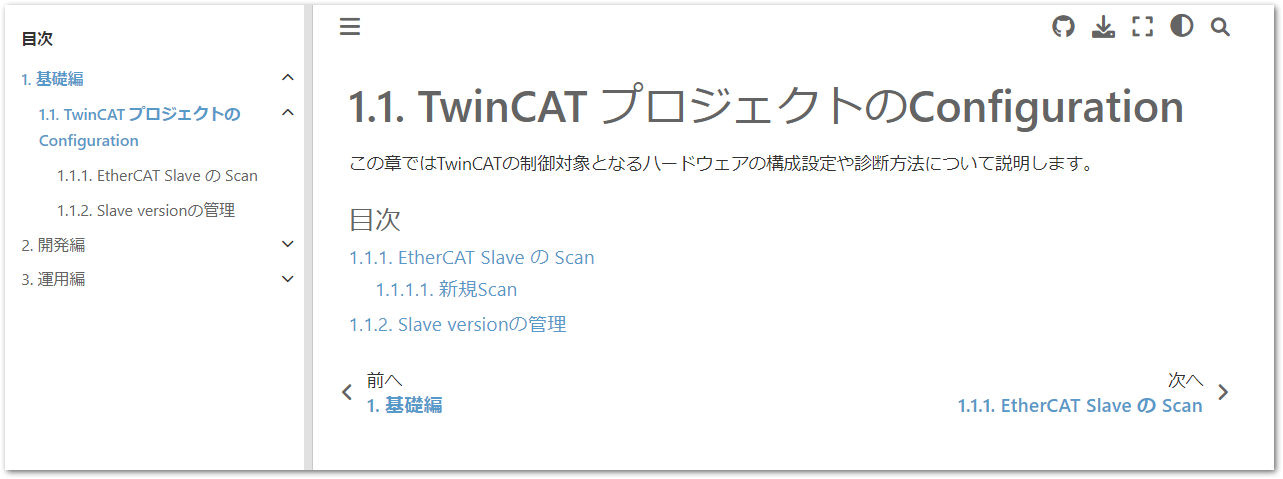 目次
1. 基礎編
1.1. TwinCAT プロジェクトの
Configuration
1.1.1. EtherCAT Slave の Scan
1.1.2. Slave versionの管理
2. 開発編
3. 運用編
1.1. TwinCAT プロジェクトのConfiguration
この章ではTwinCATの制御対象となるハードウェアの構成設定や診断方法について説明します。
目次
1.1.1. EtherCAT Slave の Scan
1.1.1.1. 新規Scan
1.1.2. Slave versionの管理
前へ
1. 基礎編
次へ
1.1.1. EtherCAT Slave の Scan